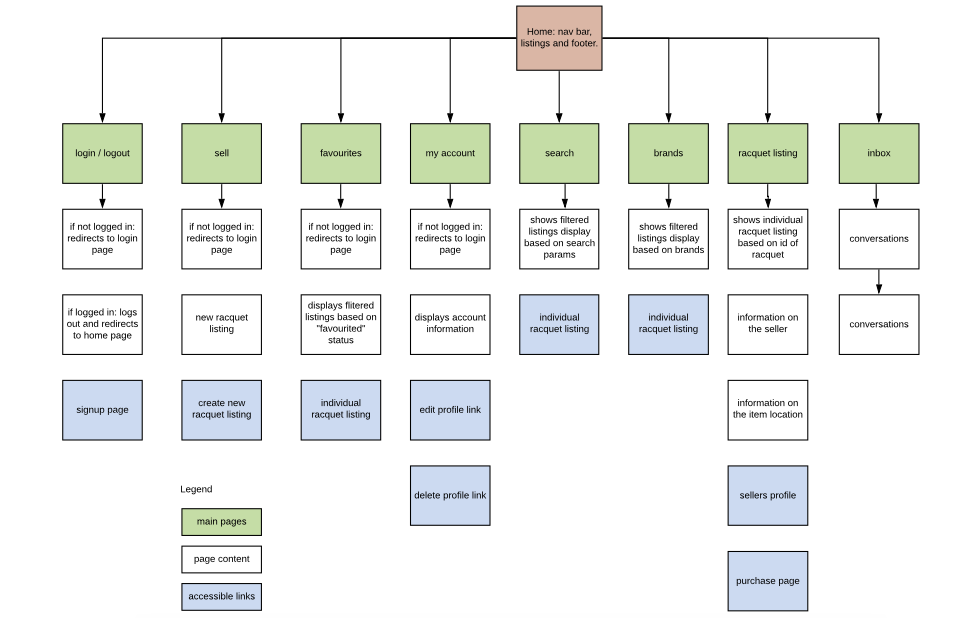 Home: nav bar,
listings and footer.
login / logout
sell
favourites
my account
search
brands
racquet listing
inbox
if not logged in:
redirects to login
page
if not logged in:
redirects to login
page
if not logged in:
redirects to login
page
if not logged in:
redirects to login
page
shows filtered
listings display
based on search
params
shows filtered
listings display
based on brands
shows individual
racquet listing
based on id of
racquet
conversations
if logged in: logs
out and redirects
to home page
new racquet
listing
displays flitered
listings based on
"favourited"
status
displays account
information
individual
racquet listing
individual
racquet listing
information on
the seller
conversations
signup page
create new
racquet listing
individual
racquet listing
edit profile link
information on
the item location
delete profile link
sellers profile
purchase page
Legend
main pages
page content
accessible links